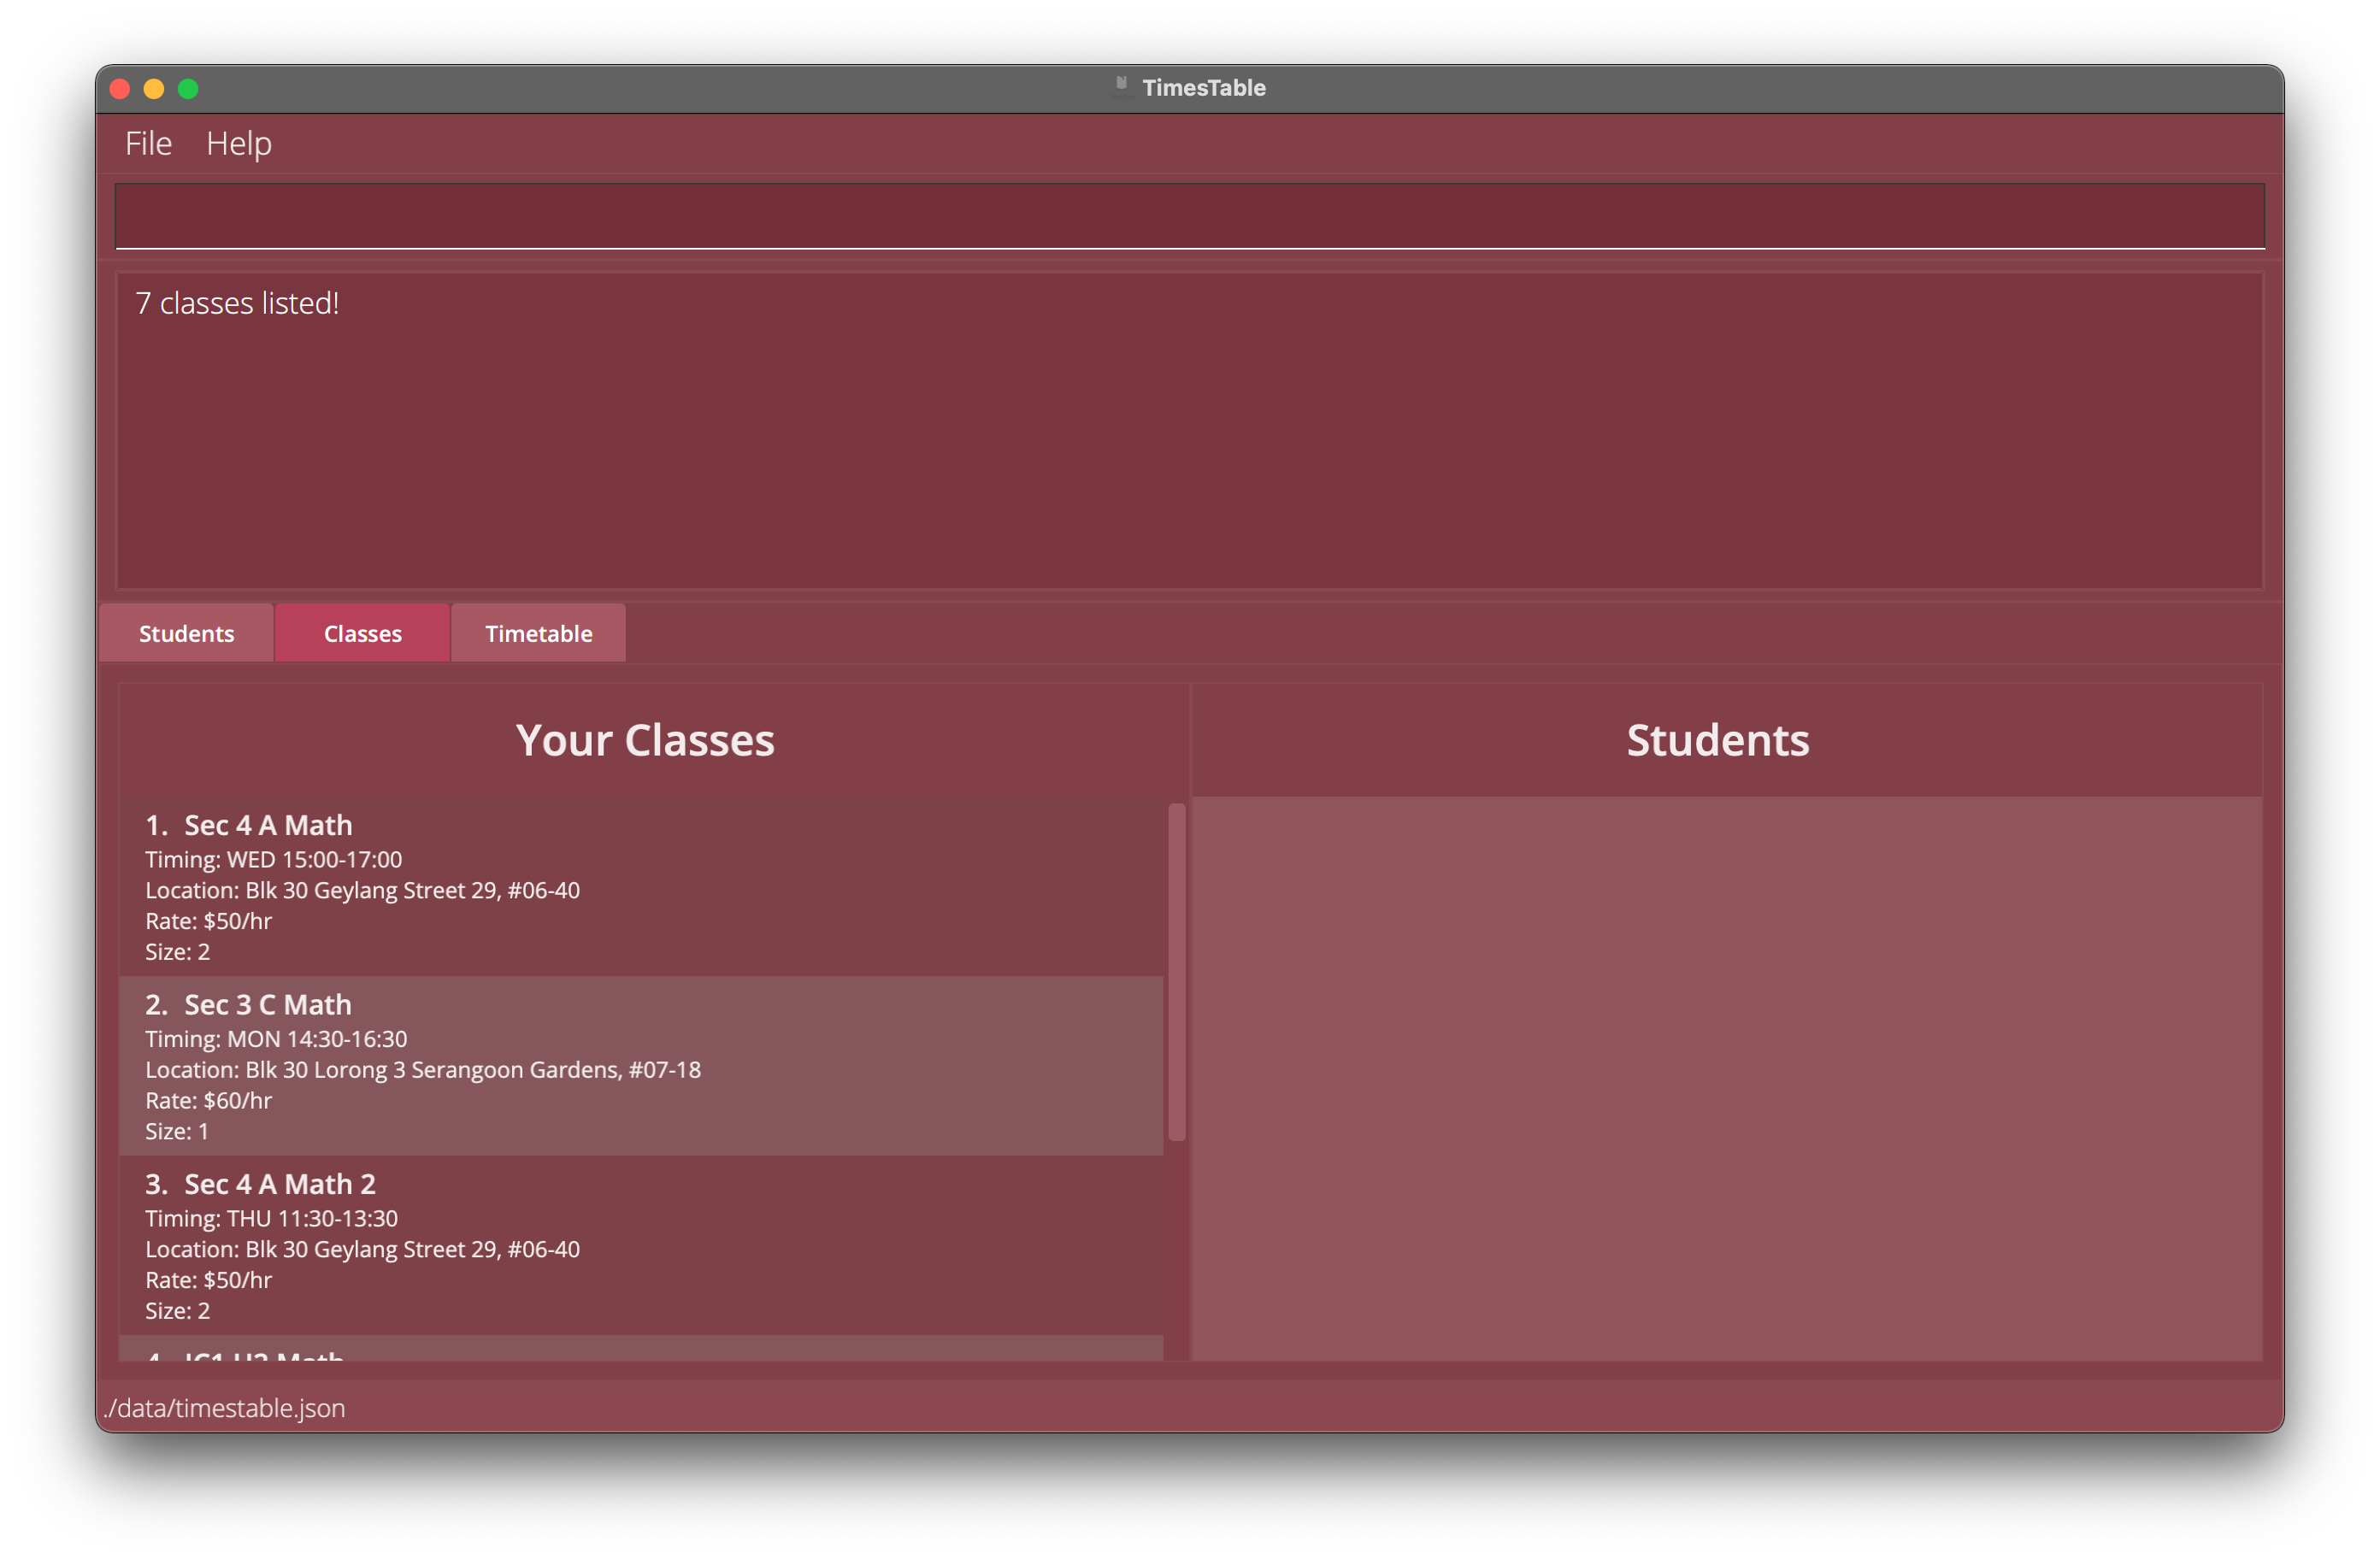 TimesTable
File Help
7 classes listed!
Students Classes Timetable
Your Classes
Students
1. Sec 4 A Math
Timing: WED 15:00-17:00
Location: Blk 30 Geylang Street 29, #06-40
Rate: $50/hr
Size: 2
2. Sec 3 C Math
Timing: MON 14:30-16:30
Location: Blk 30 Lorong 3 Serangoon Gardens, #07-18
Rate: $60/hr
Size: 1
3. Sec 4 A Math 2
Timing: THU 11:30-13:30
Location: Blk 30 Geylang Street 29, #06-40
Rate: $50/hr
Size: 2
4. JC1 H2 Math
./data/timestable.json